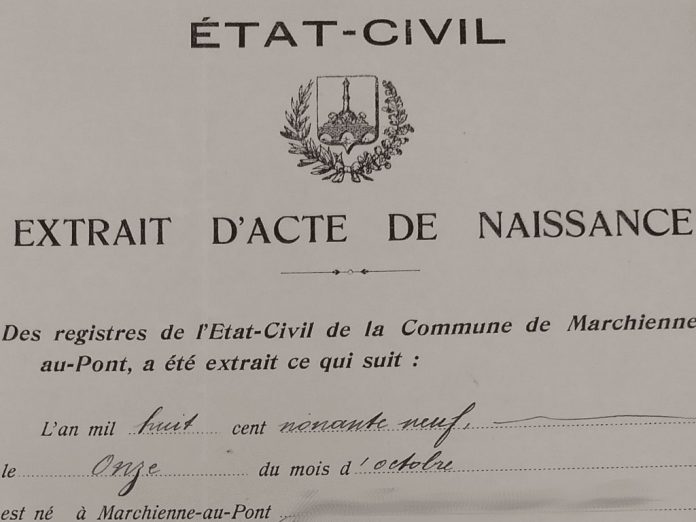 ÉTAT-CIVIL
EXTRAIT D'ACTE DE NAISSANCE
Des registres de l'Etat-Civil de la Commune de Marchienne
au-Pont, a été extrait ce qui suit :
L'an mil huit cent nonante neuf,
le Onze du mois d'octobre
est né à Marchienne-au-Pont